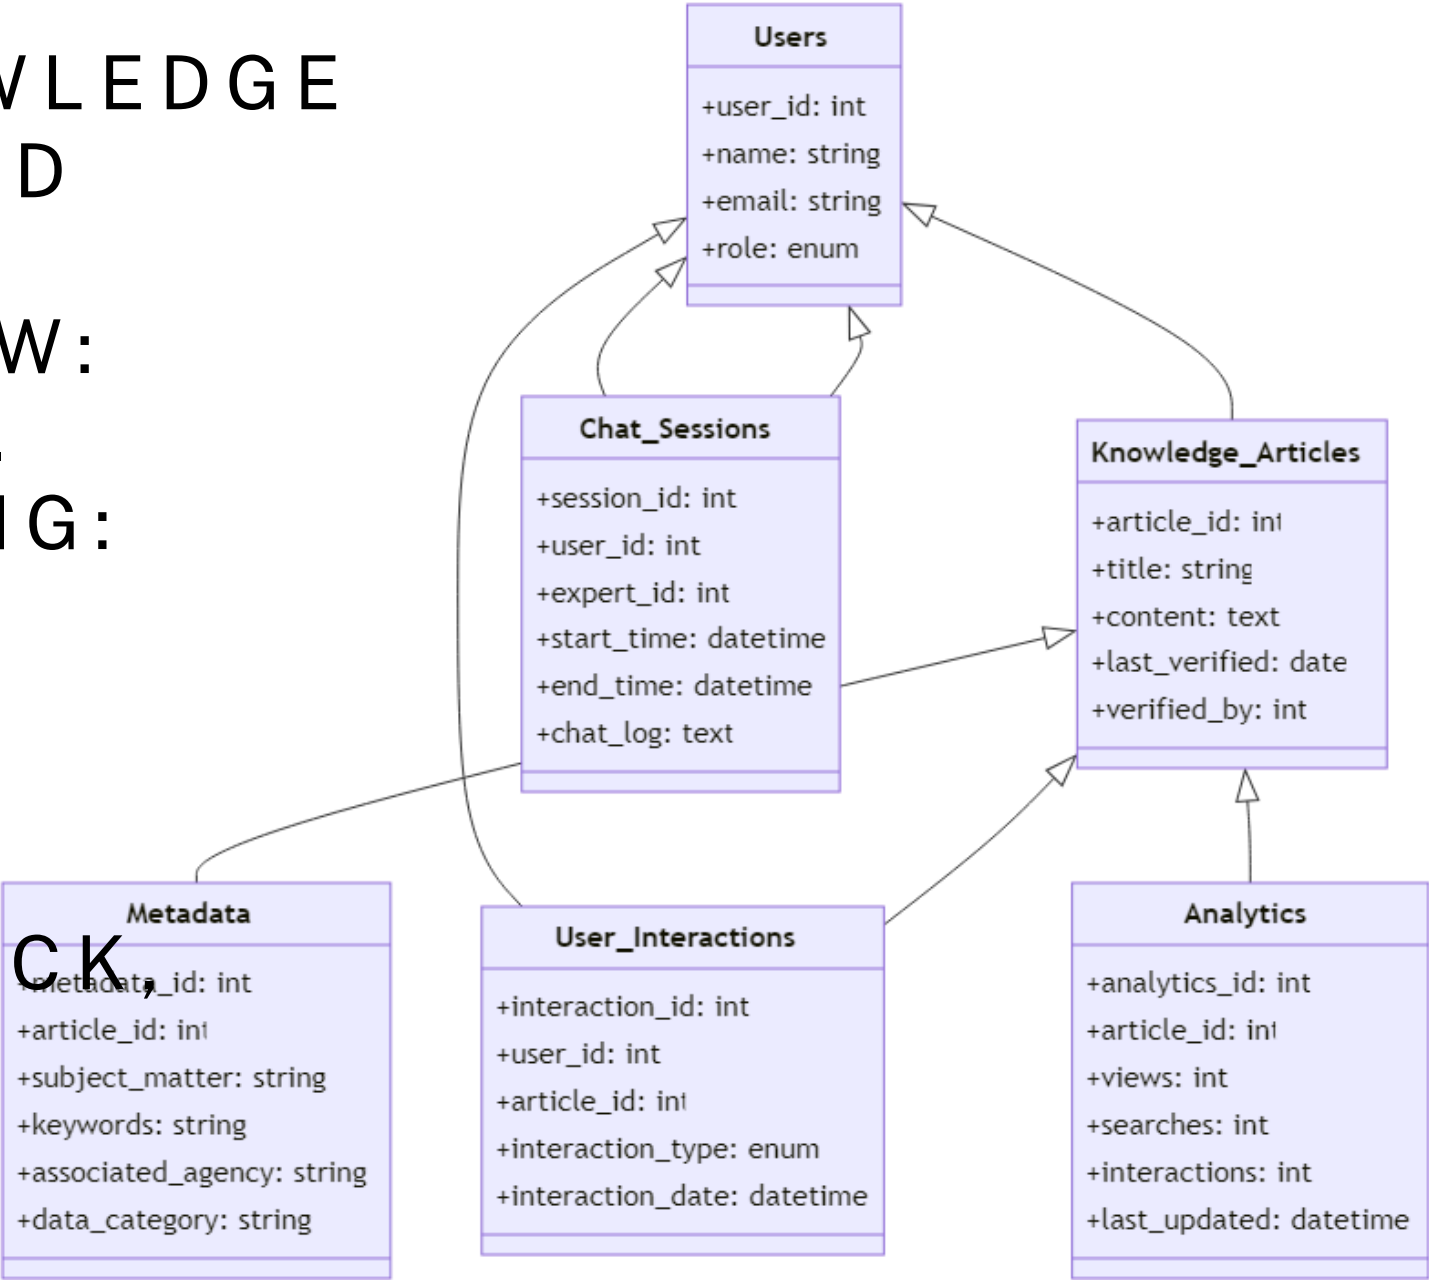 WLEDGE
D
W:
G:
CK,
Users
+user_id: int
+name: string
+email: string
+role: enum
Chat_Sessions
+session_id: int
+user_id: int
+expert_id: int
+start_time: datetime
+end_time: datetime
+chat_log: text
Knowledge_Articles
+article_id: int
+title: string
+content: text
+last_verified: date
+verified_by: int
Metadata
+metadata_id: int
+article_id: int
+subject_matter: string
+keywords: string
+associated_agency: string
+data_category: string
User_Interactions
+interaction_id: int
+user_id: int
+article_id: int
+interaction_type: enum
+interaction_date: datetime
Analytics
+analytics_id: int
+article_id: int
+views: int
+searches: int
+interactions: int
+last_updated: datetime